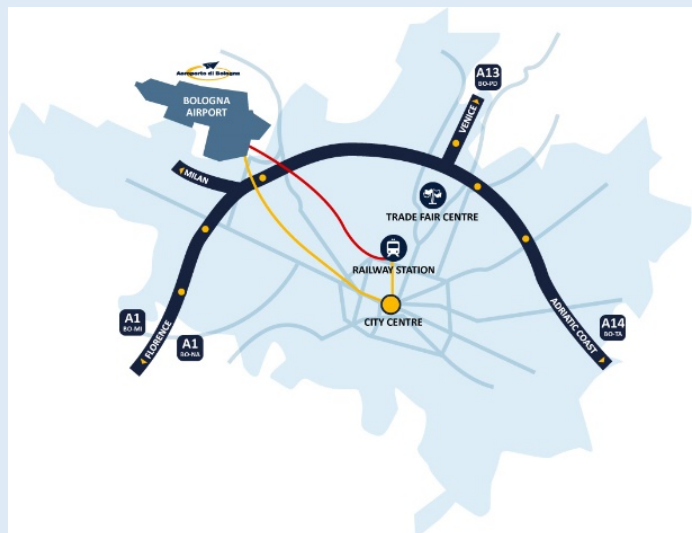 Aeroporto di Bologna
BOLOGNA
AIRPORT
A13
BO-PD
VENICE
MILAN
TRADE FAIR CENTRE
RAILWAY STATION
CITY CENTRE
A1
BO-MI
FLORENCE
A1
BO-NA
ADRIATIC COAST
A14
BO-TA